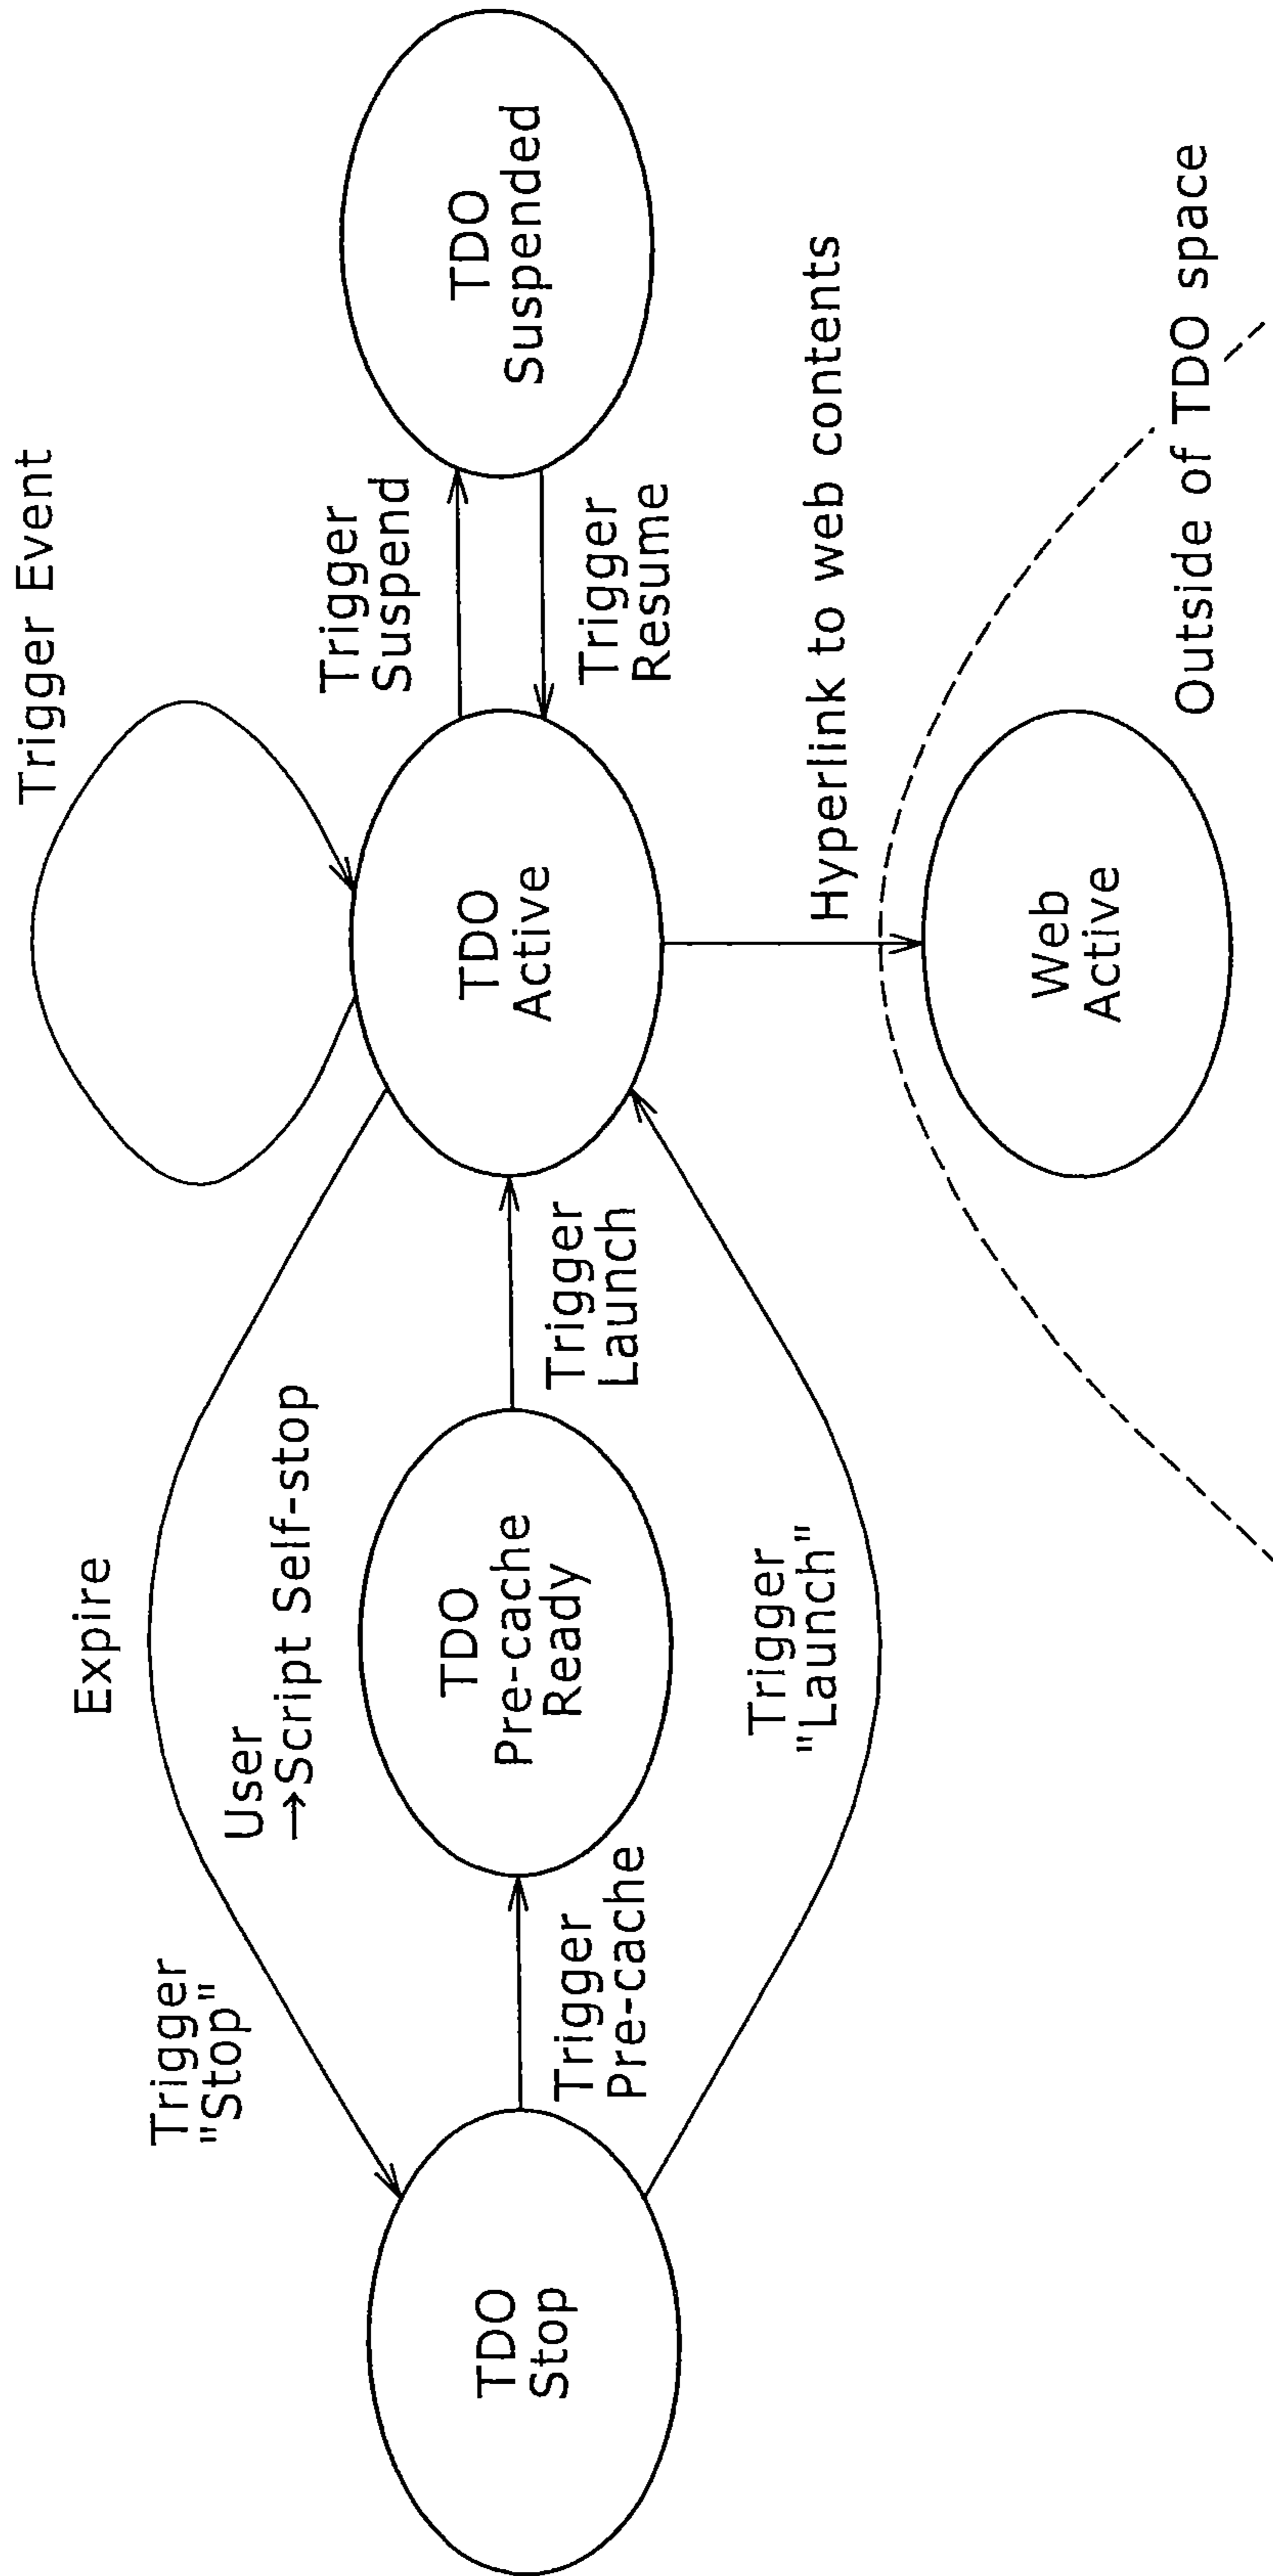 Trigger Event
Expire
Trigger
"Stop"
User
→Script Self-stop
Trigger
Suspend
TDO
Stop
Trigger
Pre-cache
TDO
Pre-cache
Ready
Trigger
Launch
TDO
Active
Trigger
Resume
TDO
Suspended
Trigger
"Launch"
Hyperlink to web contents
Web
Active
Outside of TDO space